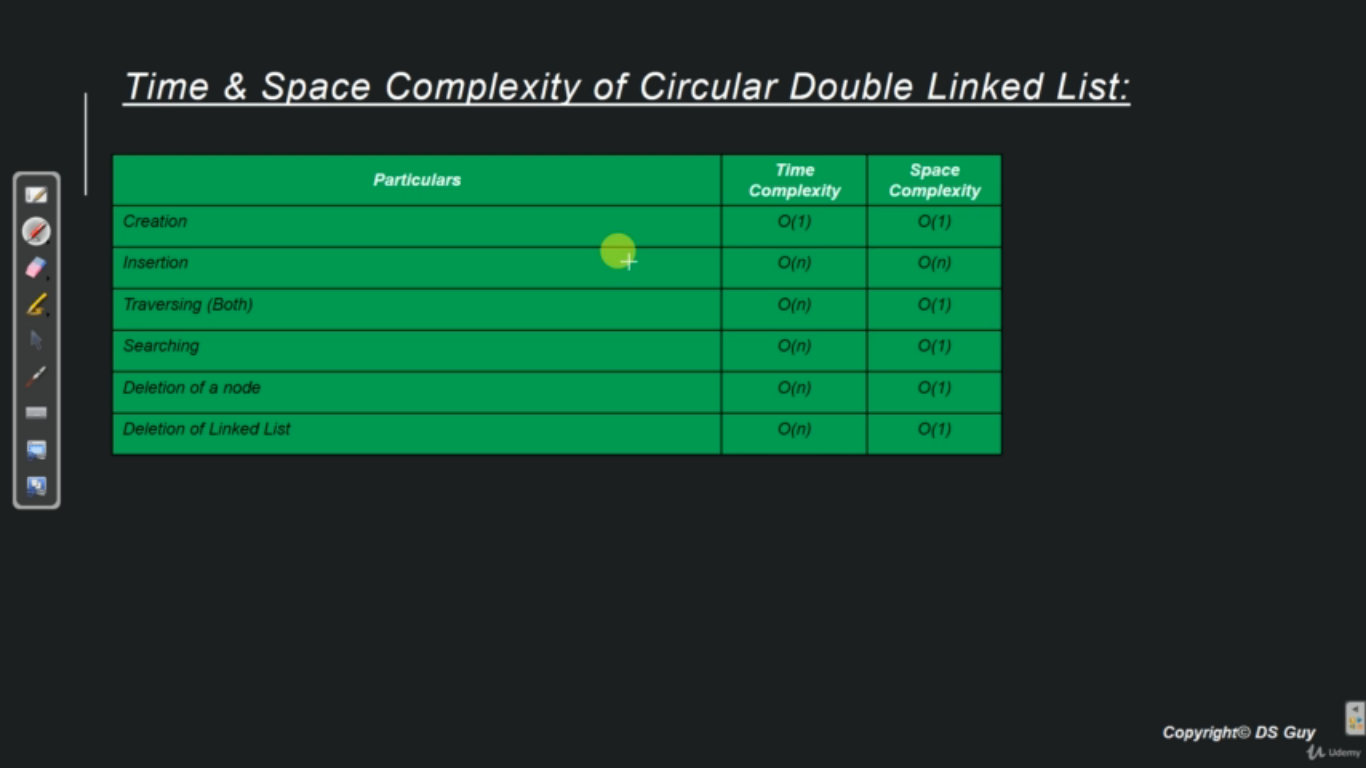 Time & Space Complexity of Circular Double Linked List:
Particulars Time Complexity Space Complexity
Creation O(1) O(1)
Insertion O(n) O(n)
Traversing (Both) O(n) O(1)
Searching O(n) O(1)
Deletion of a node O(n) O(1)
Deletion of Linked List O(n) O(1)
Copyright© DS Guy
Udemy